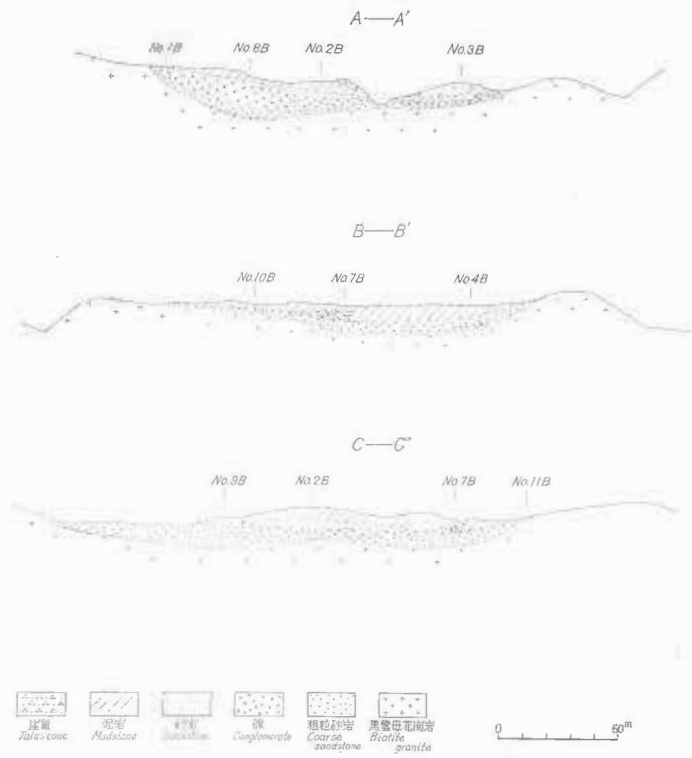 A——A'
No.6B
No.2B
No.3B
B——B'
No.10B
No.7B
No.4B
C——C'
No.9B
No.2B
No.7B
No.11B
泥岩
Mudstone
礫
Conglomerate
粗粒砂岩
Coarse sandstone
黒雲母花崗岩
Biotite granite
0
50m